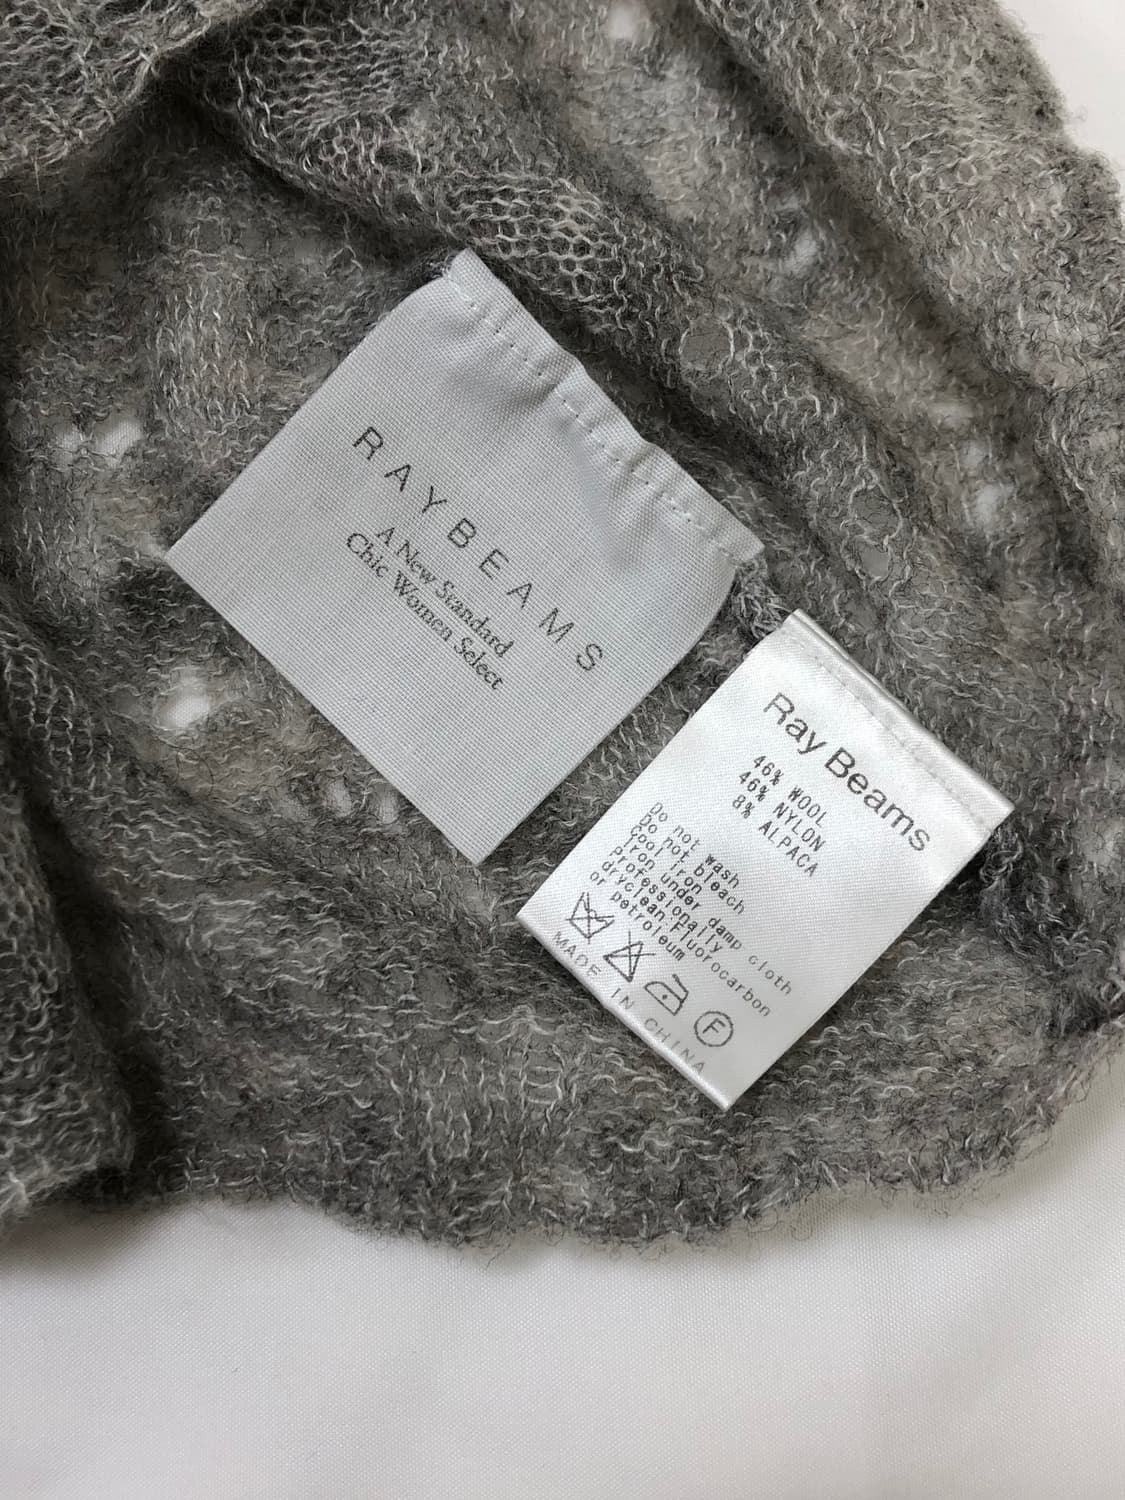 RAYBEAMS
A New Standard
Chic Women Select
Ray Beams
46% WOOL
46% NYLON
8% ALPACA
Do not wash
Do not bleach
Cool iron
Iron under damp cloth
professionally
dryclean:Fluorocarbon
or petroleum
F
MADE IN CHINA